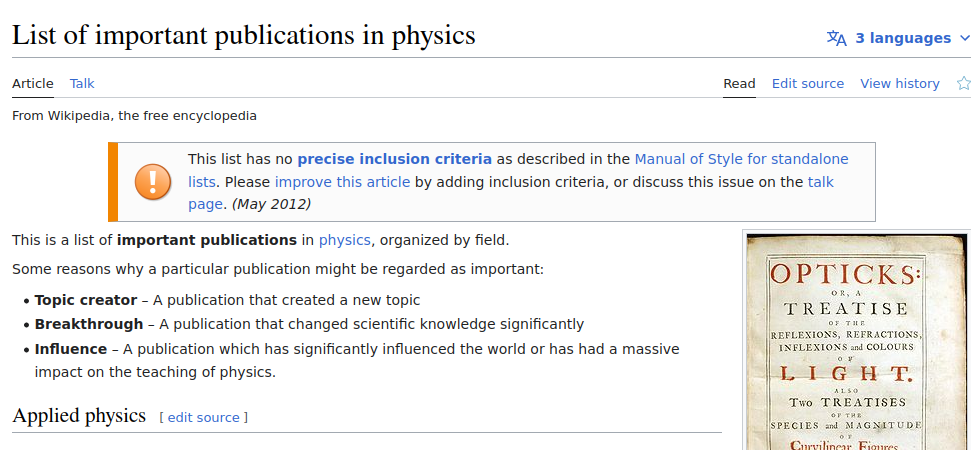 List of important publications in physics
3 languages
Article Talk
Read Edit source View history
From Wikipedia, the free encyclopedia
This list has no precise inclusion criteria as described in the Manual of Style for standalone
lists. Please improve this article by adding inclusion criteria, or discuss this issue on the talk
page. (May 2012)
This is a list of important publications in physics, organized by field.
Some reasons why a particular publication might be regarded as important:
• Topic creator – A publication that created a new topic
• Breakthrough – A publication that changed scientific knowledge significantly
• Influence – A publication which has significantly influenced the world or has had a massive
impact on the teaching of physics.
Applied physics [ edit source ]
OPTICKS:
OR, A
TREATISE
OF THE
REFLEXIONS, REFRACTIONS,
INFLEXIONS and COLOURS
OF
LIGHT.
ALSO
Two TREATISES
OF THE
SPECIES and MAGNITUDE
OF
Curvilinear Figures